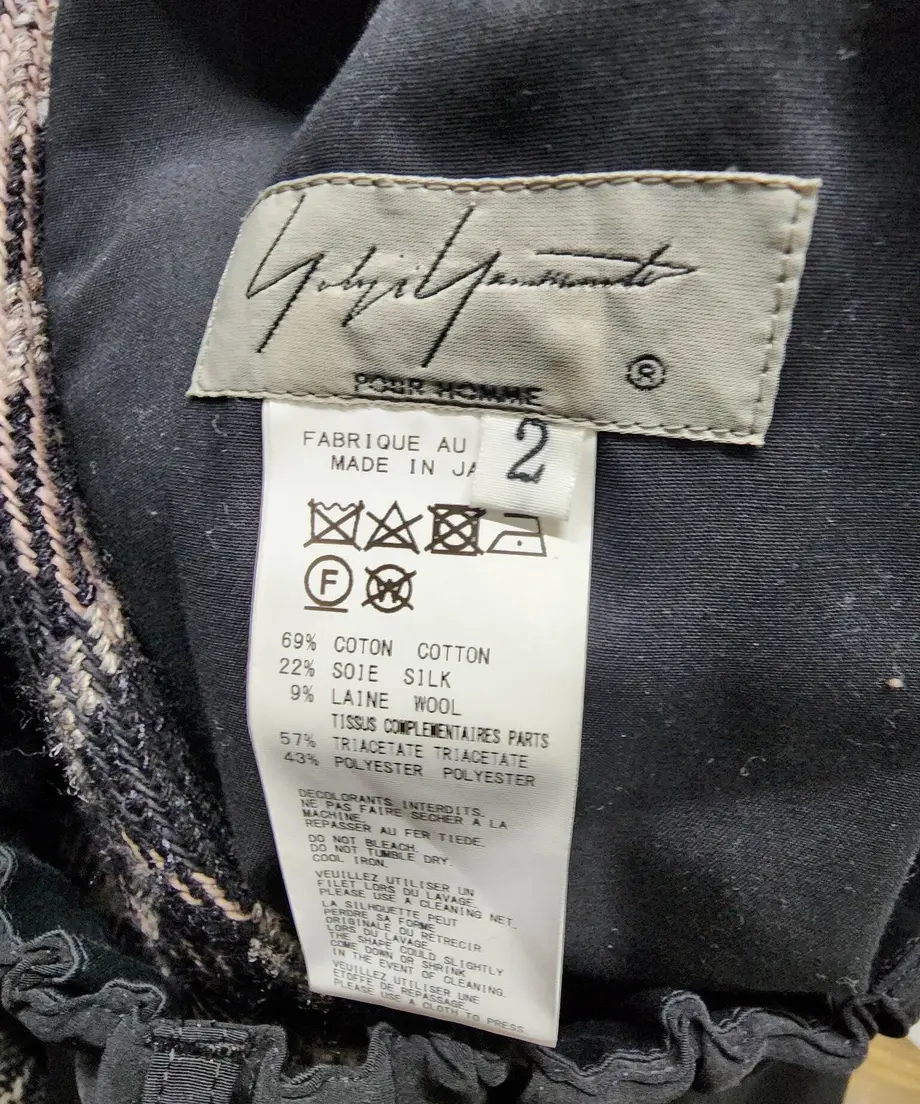 Yohji Yamamoto
POUR HOMME ®
2
FABRIQUE AU
MADE IN JA
F W
69% COTON COTTON
22% SOIE SILK
9% LAINE WOOL
TISSUS COMPLEMENTAIRES PARTS
57% TRIACETATE TRIACETATE
43% POLYESTER POLYESTER
DECOLORANTS INTERDITS.
NE PAS FAIRE SECHER A LA
MACHINE.
REPASSER AU FER TIEDE.
DO NOT BLEACH.
DO NOT TUMBLE DRY.
COOL IRON.
VEUILLEZ UTILISER UN
FILET LORS DU LAVAGE.
PLEASE USE A CLEANING NET.
LA SILHOUETTE PEUT
PERDRE SA FORME
ORIGINALE OU RETRECIR
LORS DU LAVAGE.
THE SHAPE COULD SLIGHTLY
COME DOWN OR SHRINK
IN THE EVENT OF CLEANING.
VEUILLEZ UTILISER UNE
ETOFFE DE REPASSAGE.
PLEASE USE A CLOTH TO PRESS.